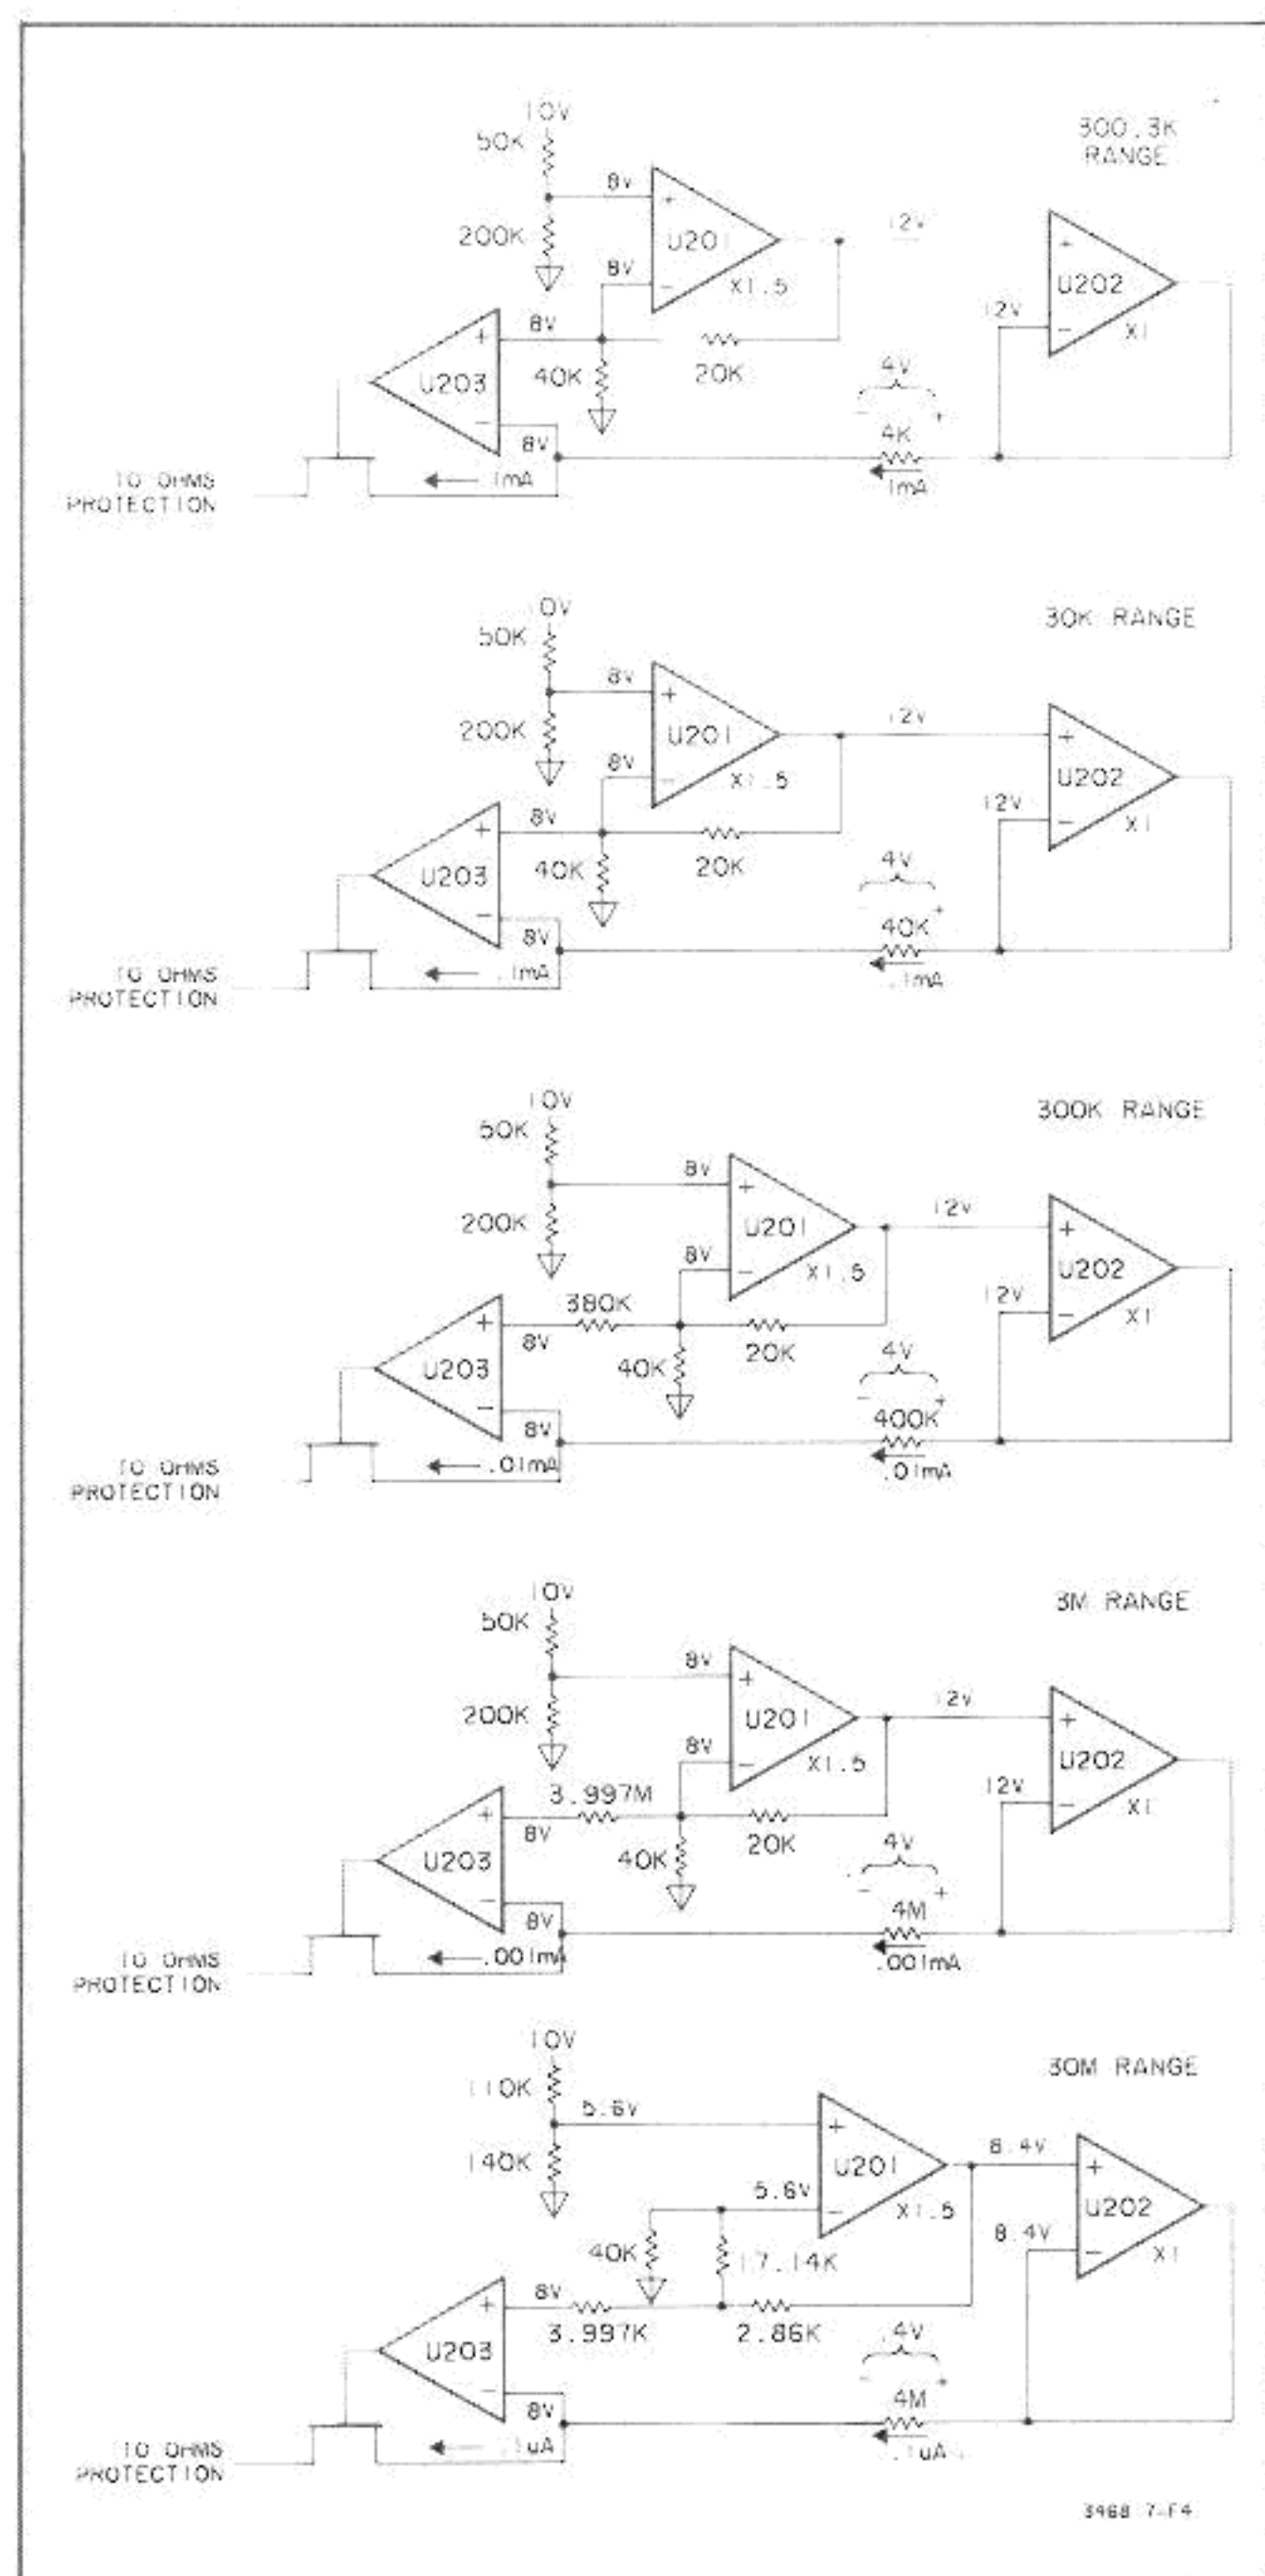 10V
300.3K
RANGE
50K
8V
+
U201
12V
+
200K
U202
8V
-
X1.5
12V
-
X1
8V
+
40K
20K
4V
U203
-
8V
- +
4K
TO OHMS
PROTECTION
1mA
1mA
10V
30K RANGE
50K
8V
+
12V
+
200K
U201
8V
-
X1.5
U202
12V
-
X1
8V
+
U203
40K
20K
4V
- +
-
8V
40K
TO OHMS
PROTECTION
.1mA
.1mA
10V
300K RANGE
50K
8V
+
12V
+
200K
U201
8V
-
X1.5
U202
12V
-
X1
380K
+
8V
U203
40K
20K
4V
- +
-
8V
400K
TO OHMS
PROTECTION
.01mA
.01mA
10V
3M RANGE
50K
8V
+
12V
+
200K
U201
8V
-
X1.5
U202
12V
-
X1
3.997M
+
8V
U203
40K
20K
4V
- +
-
8V
4M
TO OHMS
PROTECTION
.001mA
.001mA
10V
30M RANGE
110K
5.6V
+
U201
8.4V
+
140K
5.6V
-
X1.5
U202
8.4V
-
X1
40K
17.14K
8V
+
3.997K
2.86K
U203
.4V
- +
-
8V
4M
TO OHMS
PROTECTION
.1uA
.1uA
3468 7-F4